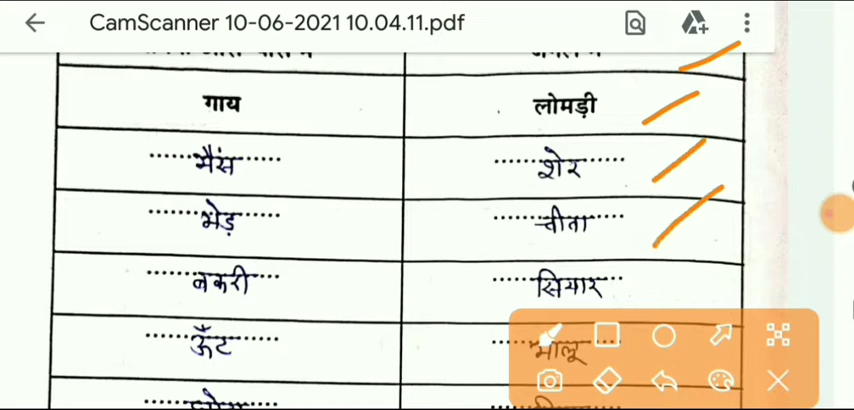 CamScanner 10-06-2021 10.04.11.pdf
गाय लोमड़ी
भैंस शेर
भेड़ चीता
बकरी सियार
ऊँट भालू